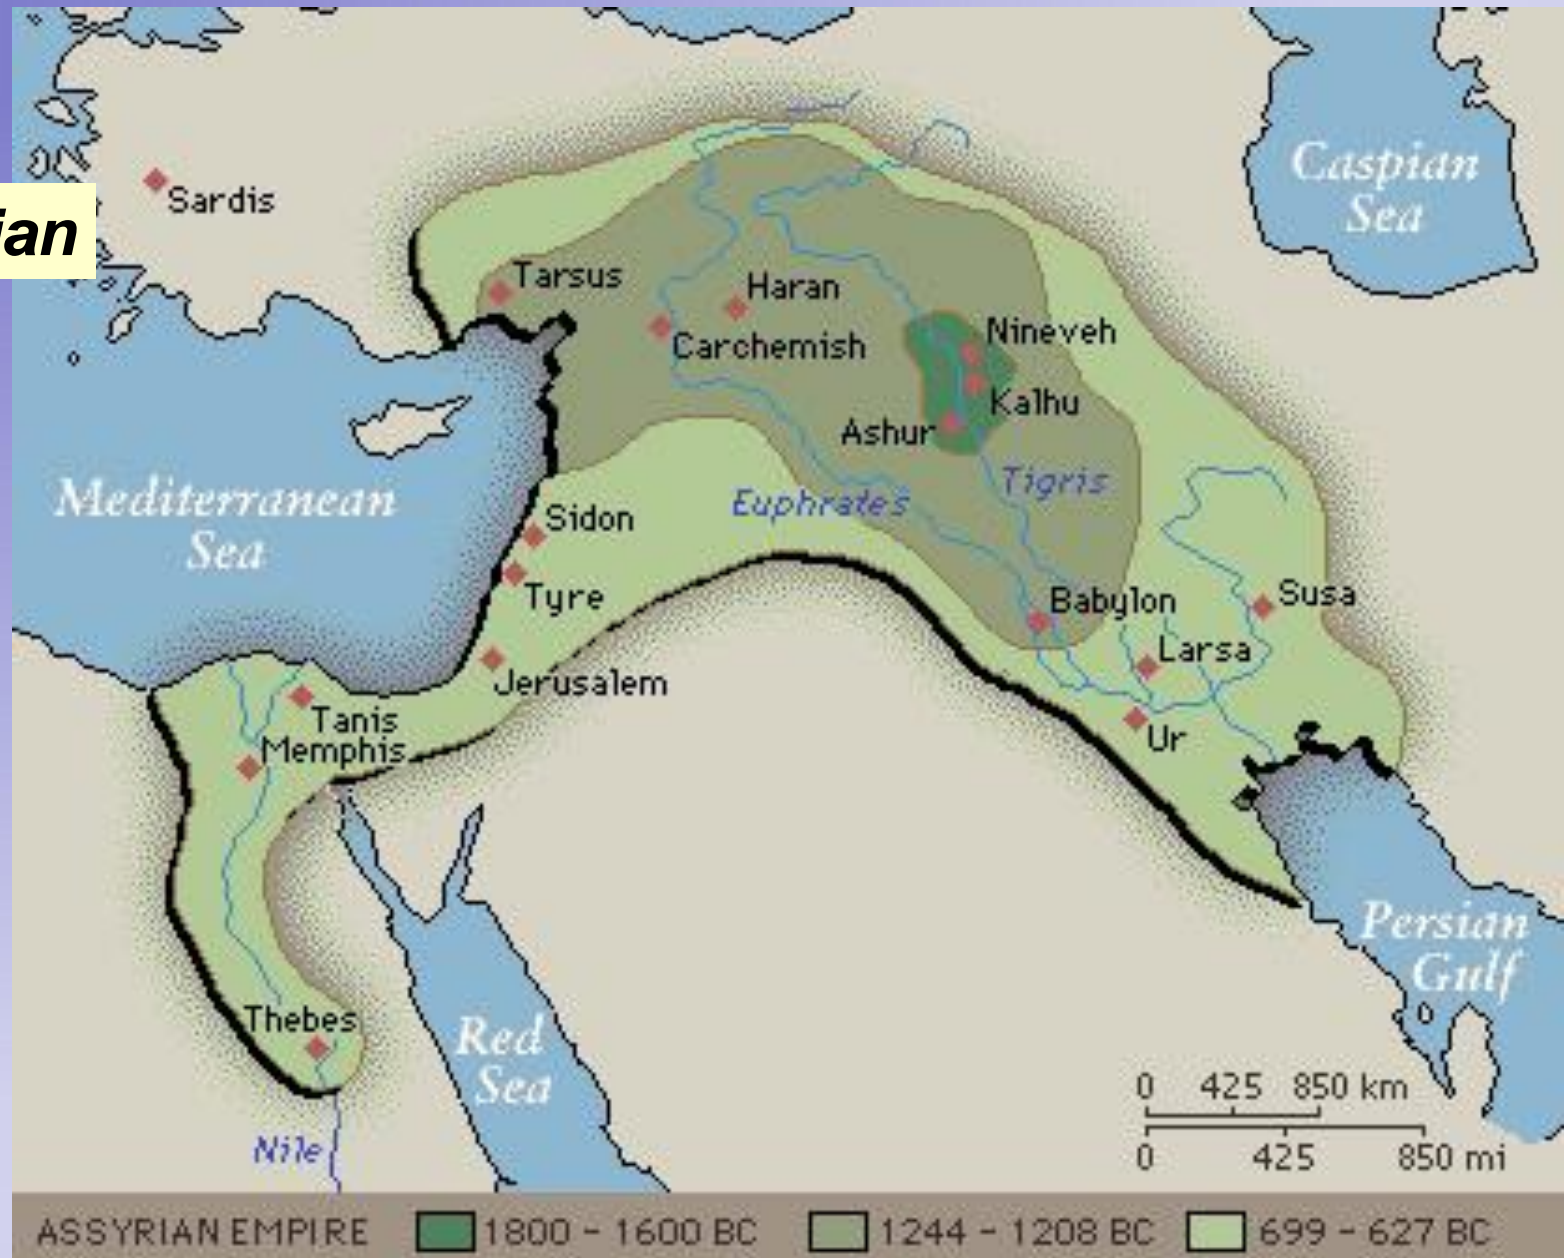 Caspian
Sea
Sardis
ian
Tarsus
Haran
Nineveh
Carchemish
Kalhu
Ashur
Tigris
Mediterranean
Sea
Euphrates
Sidon
Tyre
Babylon
Susa
Larsa
Jerusalem
Tanis
Memphis
Ur
Persian
Gulf
Thebes
Red
Sea
Nile
0 425 850 km
0 425 850 mi
ASSYRIAN EMPIRE 1800 - 1600 BC 1244 - 1208 BC 699 - 627 BC